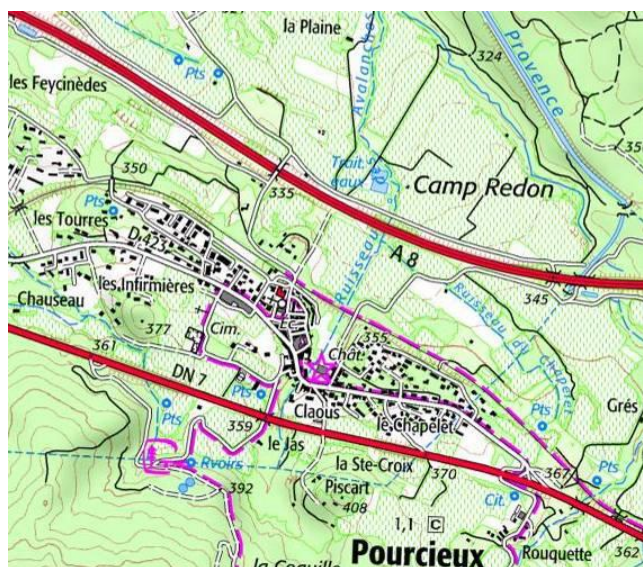 la Plaine
324
Provence
Avalanches
Pts
les Feycinèdes
Trait. eaux
350
335
Camp Redon
les Tourres
Pts
D 423
A 8
Ruisseau
345
les Infirmières
Ruisseau du Chapelet
Chauseau
377
Cim.
Chât.
355
361
DN 7
Pts
Claous
le Chapelet
Pts
Grés
Pts
359
le Jas
la Ste-Croix
370
367
Pts
Rvoirs
392
Piscart
408
Cit.
1,1 C
Pourcieux
Rouquette
362
la Coquille